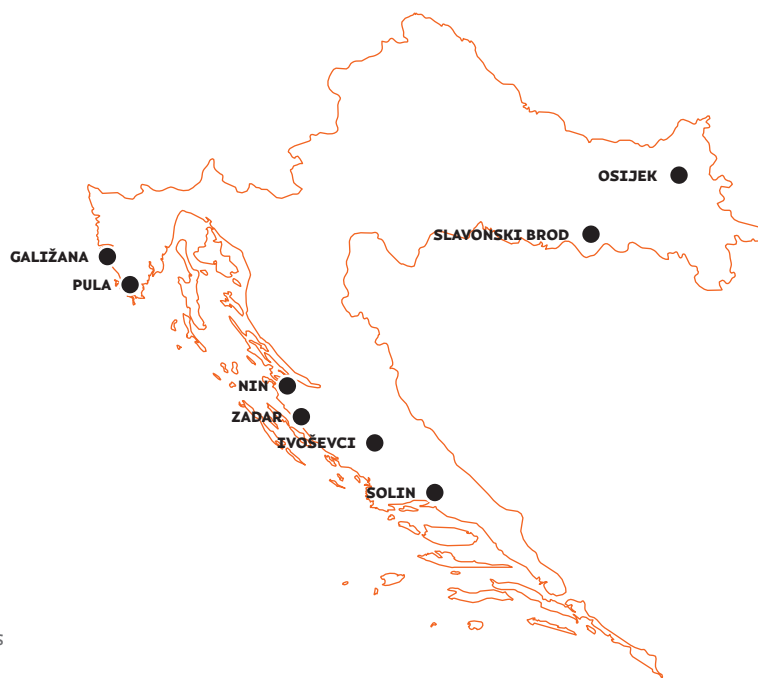 OSIJEK
SLAVONSKI BROD
GALIŽANA
PULA
NIN
ZADAR
IVOŠEVCI
SOLIN
s